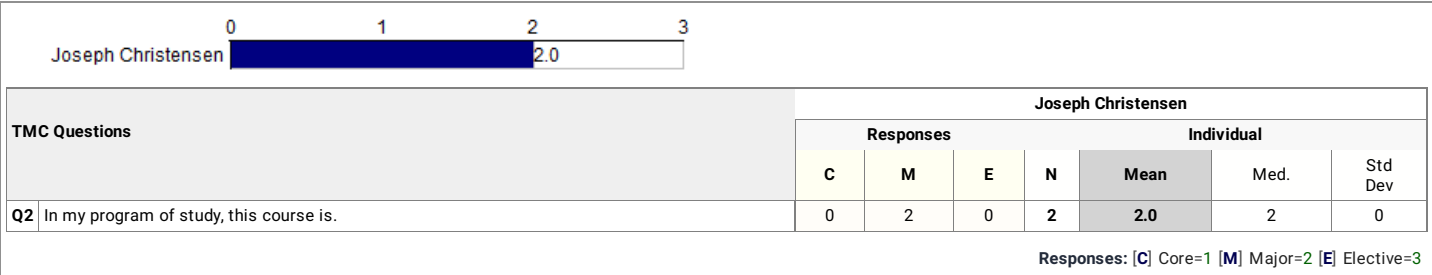 0 1 2 3
Joseph Christensen 2.0
Joseph Christensen
TMC Questions
Responses Individual
C M E N Mean Med. Std Dev
Q2 In my program of study, this course is. 0 2 0 2 2.0 2 0
Responses: [C] Core=1 [M] Major=2 [E] Elective=3